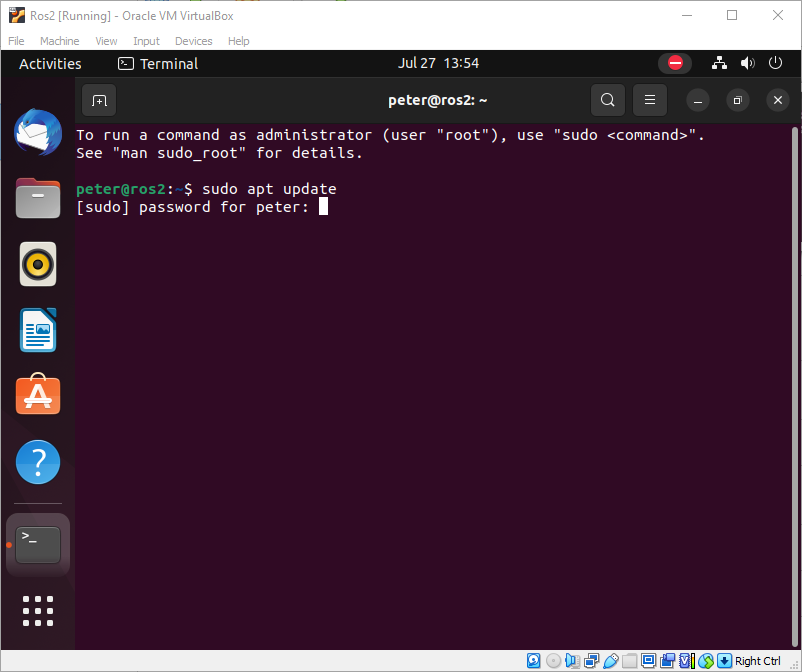 Ros2 [Running] - Oracle VM VirtualBox
File Machine View Input Devices Help
Activities Terminal Jul 27 13:54
peter@ros2: ~
To run a command as administrator (user "root"), use "sudo <command>".
See "man sudo_root" for details.
peter@ros2:~$ sudo apt update
[sudo] password for peter:
Right Ctrl